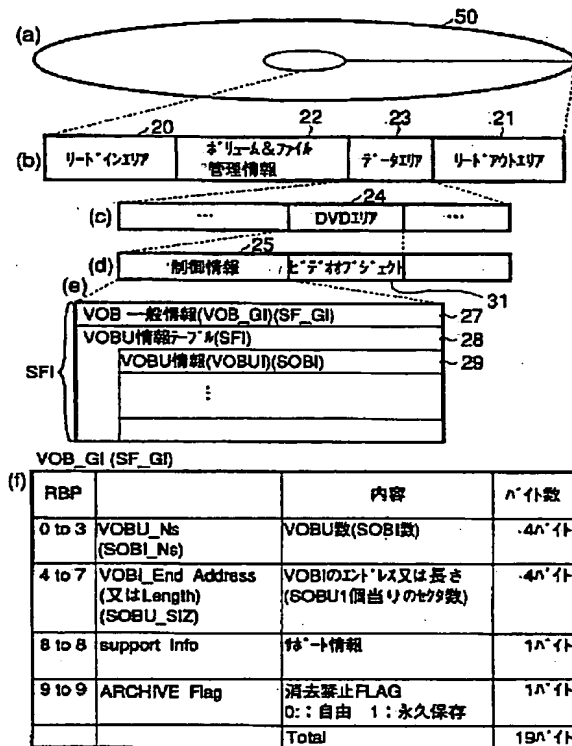 (a)
50
20
22
23
21
(b)
リードインエリア
ボリューム&ファイル
管理情報
データエリア
リードアウトエリア
24
(c)
…
DVDエリア
…
25
(d)
制御情報
ビデオオブジェクト
31
(e)
SFI
VOB 一般情報(VOB_GI)(SF_GI)
27
VOBU情報テーブル(SFI)
28
VOBU情報(VOBUI)(SOBI)
29
⋮
VOB_GI (SF_GI)
(f)
RBP 内容 バイト数
0 to 3 VOBU_Ns VOBU数(SOBI数) 4バイト
(SOBI_Ns)
4 to 7 VOBI_End Address VOBIのエンドレス又は長さ 4バイト
(又はLength) (SOBU1個当りのセクタ数)
(SOBU_SIZ)
8 to 8 support Info サポート情報 1バイト
9 to 9 ARCHIVE Flag 消去禁止FLAG 1バイト
0:：自由 1：永久保存
Total 19バイト